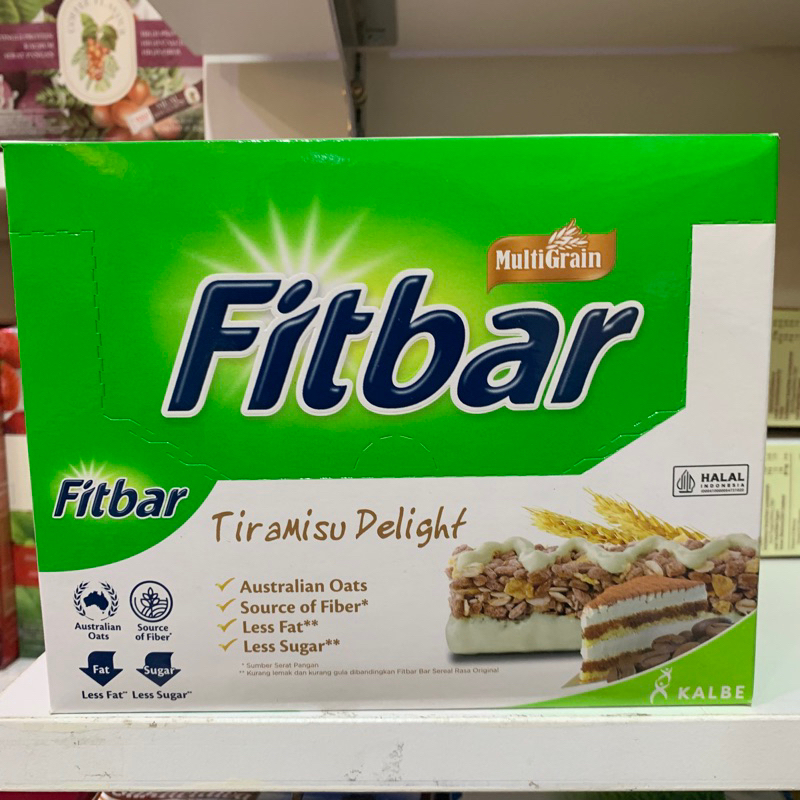 MultiGrain
Fitbar
HALAL
INDONESIA
Fitbar
Tiramisu Delight
Australian Oats
Source of Fiber*
Less Fat**
Less Sugar**
* Sumber Serat Pangan
** Kurang lemak dan kurang gula dibandingkan Fitbar Bar Sereal Rasa Original
Australian Oats
Source of Fiber*
Fat
Less Fat**
Sugar
Less Sugar**
KALBE